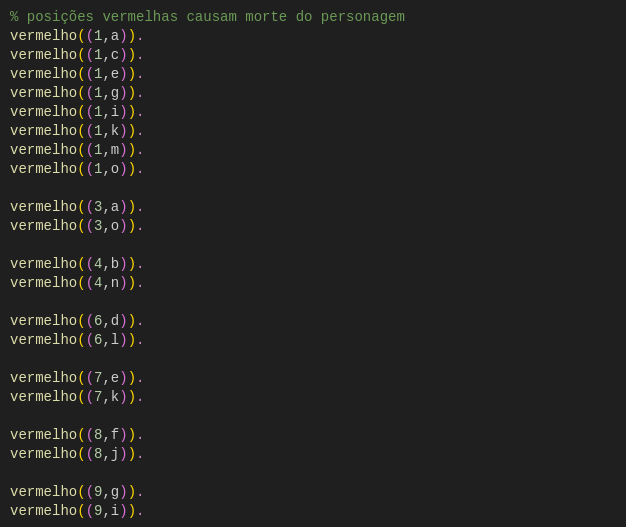 % posições vermelhas causam morte do personagem
vermelho((1,a)).
vermelho((1,c)).
vermelho((1,e)).
vermelho((1,g)).
vermelho((1,i)).
vermelho((1,k)).
vermelho((1,m)).
vermelho((1,o)).

vermelho((3,a)).
vermelho((3,o)).

vermelho((4,b)).
vermelho((4,n)).

vermelho((6,d)).
vermelho((6,l)).

vermelho((7,e)).
vermelho((7,k)).

vermelho((8,f)).
vermelho((8,j)).

vermelho((9,g)).
vermelho((9,i)).